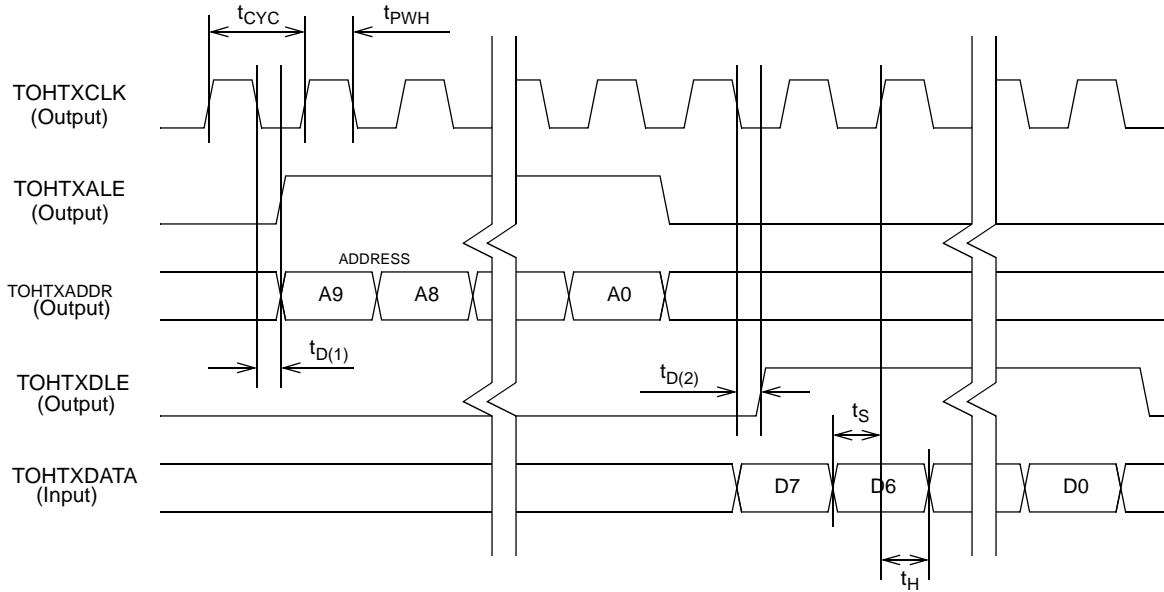 tCYC
tPWH
TOHTXCLK
(Output)
TOHTXALE
(Output)
ADDRESS
TOHTXADDR
(Output)
A9
A8
A0
tD(1)
TOHTXDLE
(Output)
tD(2)
tS
TOHTXDATA
(Input)
D7
D6
D0
tH